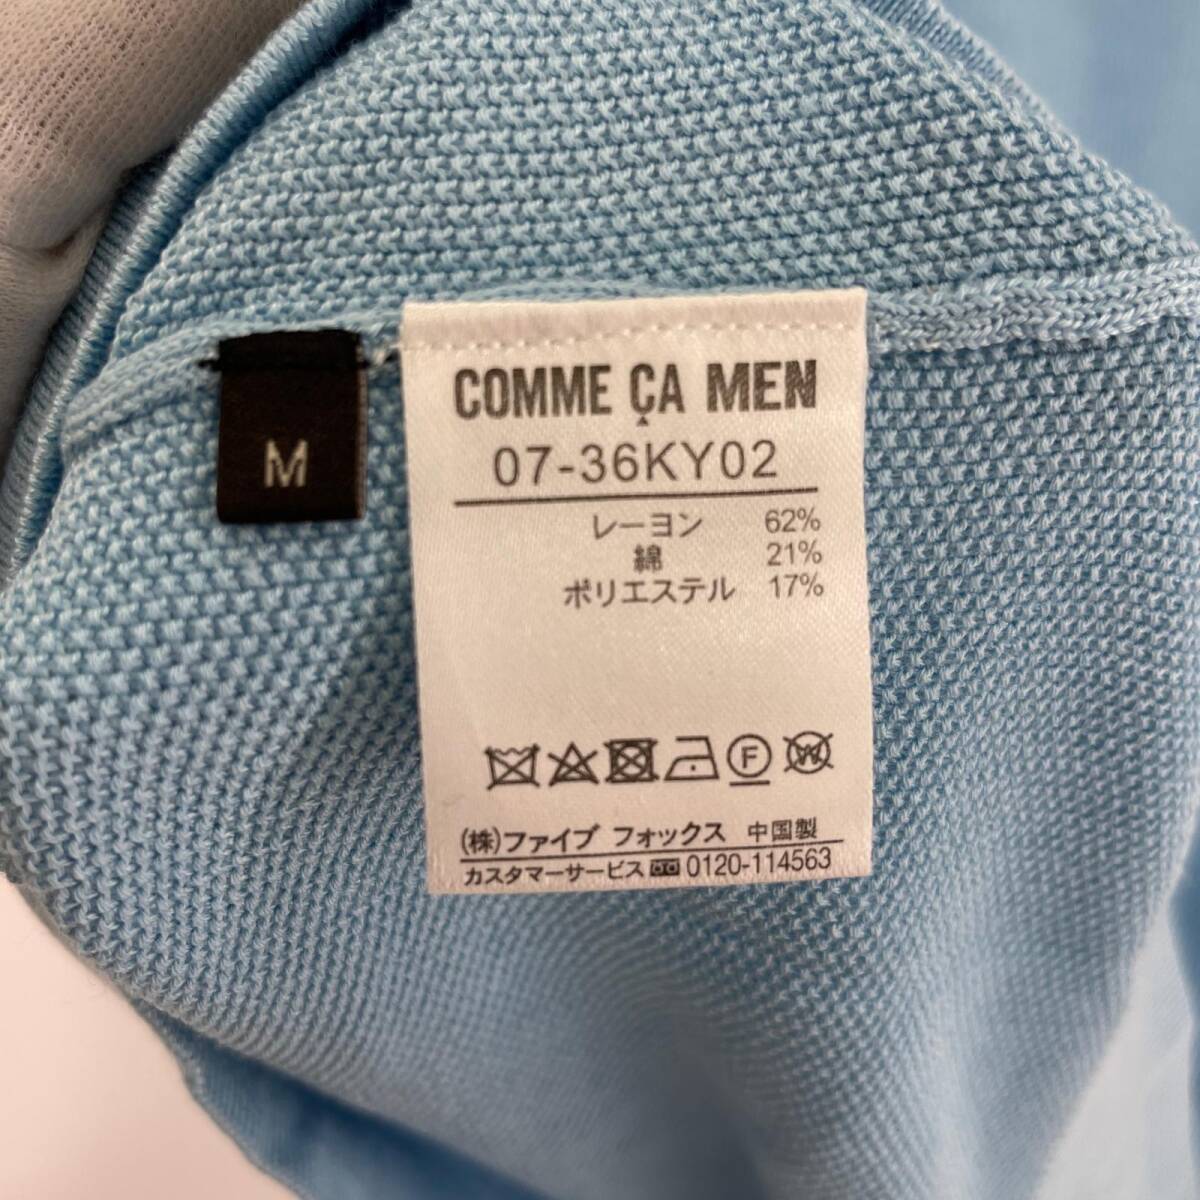 M
COMME ÇA MEN
07-36KY02
レーヨン 62%
綿 21%
ポリエステル 17%
F W
(株)ファイブ フォックス 中国製
カスタマーサービス 0120-114563